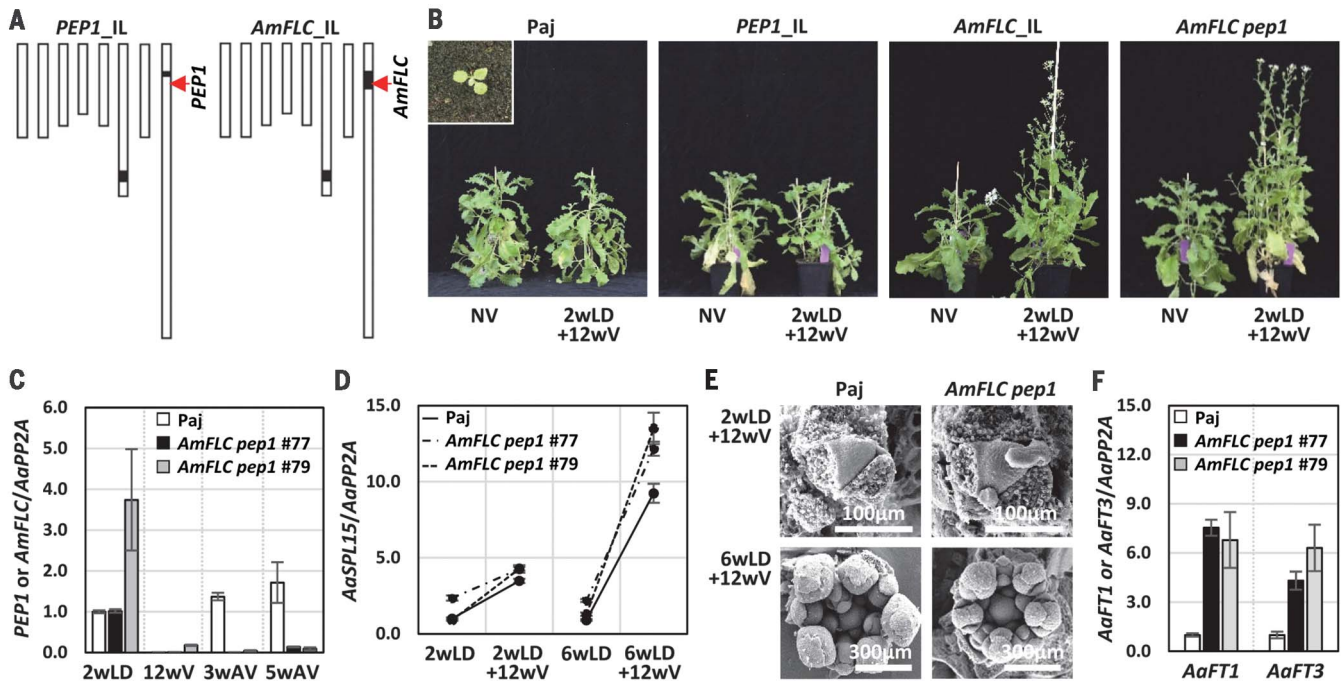 A
PEP1_IL
AmFLC_IL
PEP1
AmFLC
B
Paj
PEP1_IL
AmFLC_IL
AmFLC pep1
NV
2wLD
+12wV
NV
2wLD
+12wV
NV
2wLD
+12wV
NV
2wLD
+12wV
C
PEP1 or AmFLC/AaPP2A
6.0
5.0
4.0
3.0
2.0
1.0
0.0
Paj
AmFLC pep1 #77
AmFLC pep1 #79
2wLD
12wV
3wAV
5wAV
D
AaSPL15/AaPP2A
15.0
10.0
5.0
0.0
Paj
AmFLC pep1 #77
AmFLC pep1 #79
2wLD
2wLD
+12wV
6wLD
6wLD
+12wV
E
Paj
AmFLC pep1
2wLD
+12wV
100μm
100μm
6wLD
+12wV
300μm
300μm
F
AaFT1 or AaFT3/AaPP2A
15.0
12.0
9.0
6.0
3.0
0.0
Paj
AmFLC pep1 #77
AmFLC pep1 #79
AaFT1
AaFT3